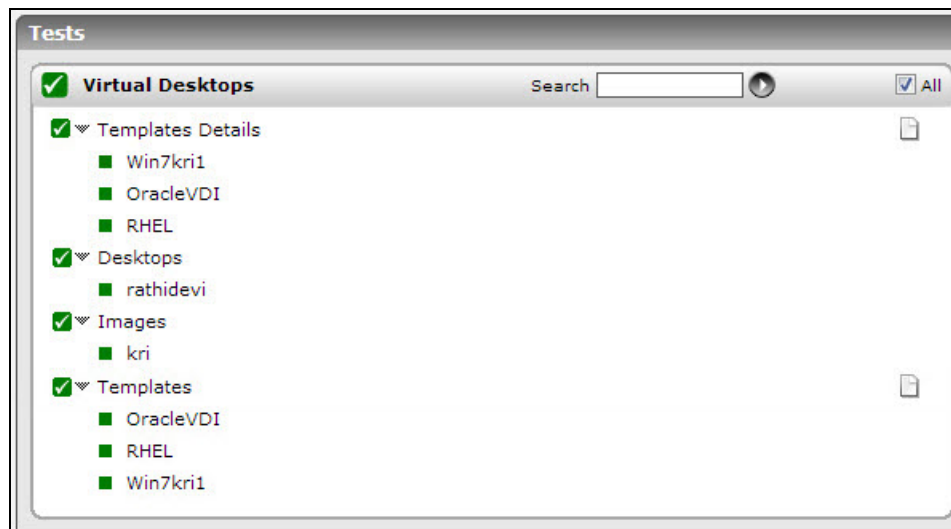 Tests
Virtual Desktops Search All
Templates Details
Win7kri1
OracleVDI
RHEL
Desktops
rathidevi
Images
kri
Templates
OracleVDI
RHEL
Win7kri1